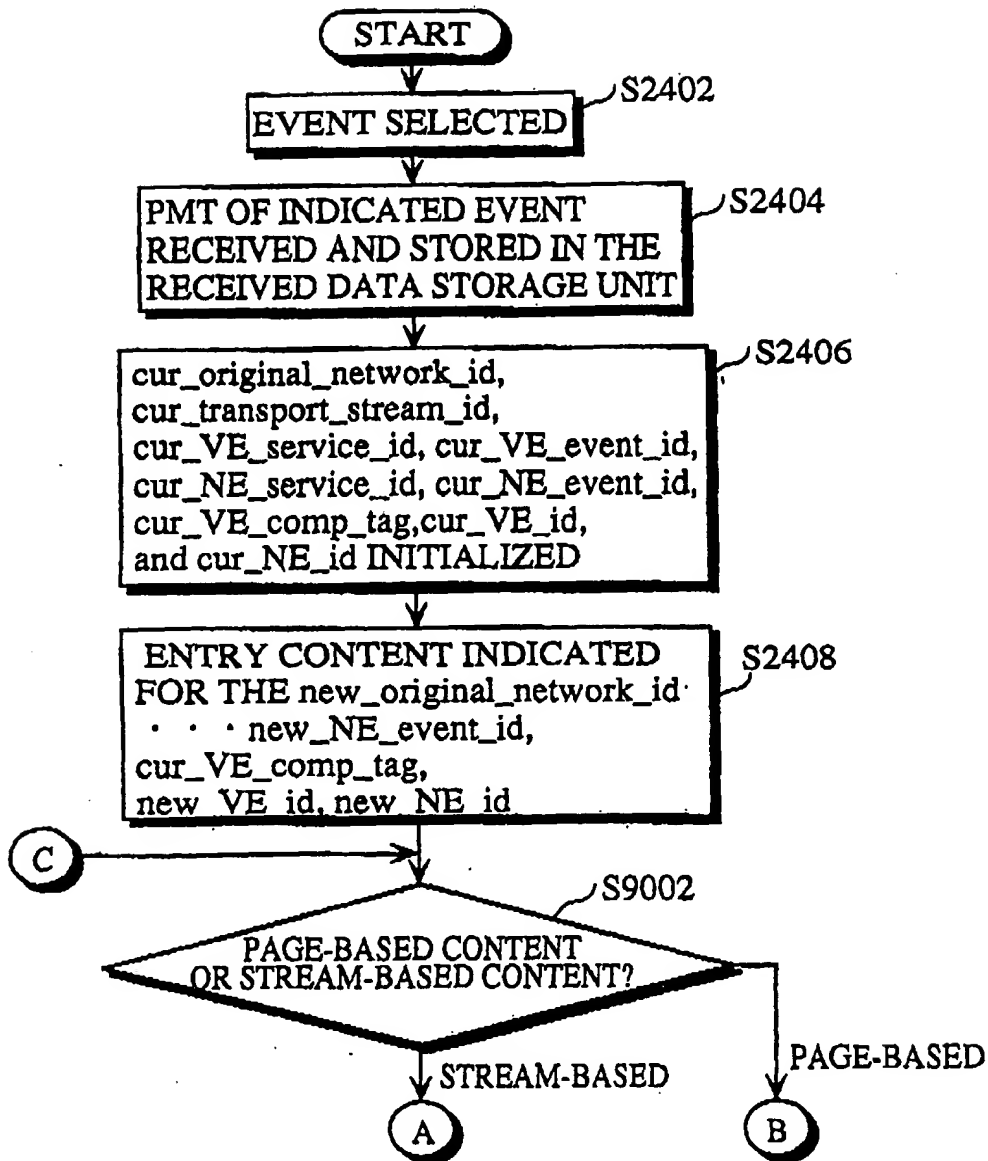 START
S2402
EVENT SELECTED
S2404
PMT OF INDICATED EVENT
RECEIVED AND STORED IN THE
RECEIVED DATA STORAGE UNIT
S2406
cur_original_network_id,
cur_transport_stream_id,
cur_VE_service_id, cur_VE_event_id,
cur_NE_service_id, cur_NE_event_id,
cur_VE_comp_tag,cur_VE_id,
and cur_NE_id INITIALIZED
S2408
ENTRY CONTENT INDICATED
FOR THE new_original_network_id
· · · new_NE_event_id,
cur_VE_comp_tag,
new_VE_id, new_NE_id
C
S9002
PAGE-BASED CONTENT
OR STREAM-BASED CONTENT?
STREAM-BASED
PAGE-BASED
A
B